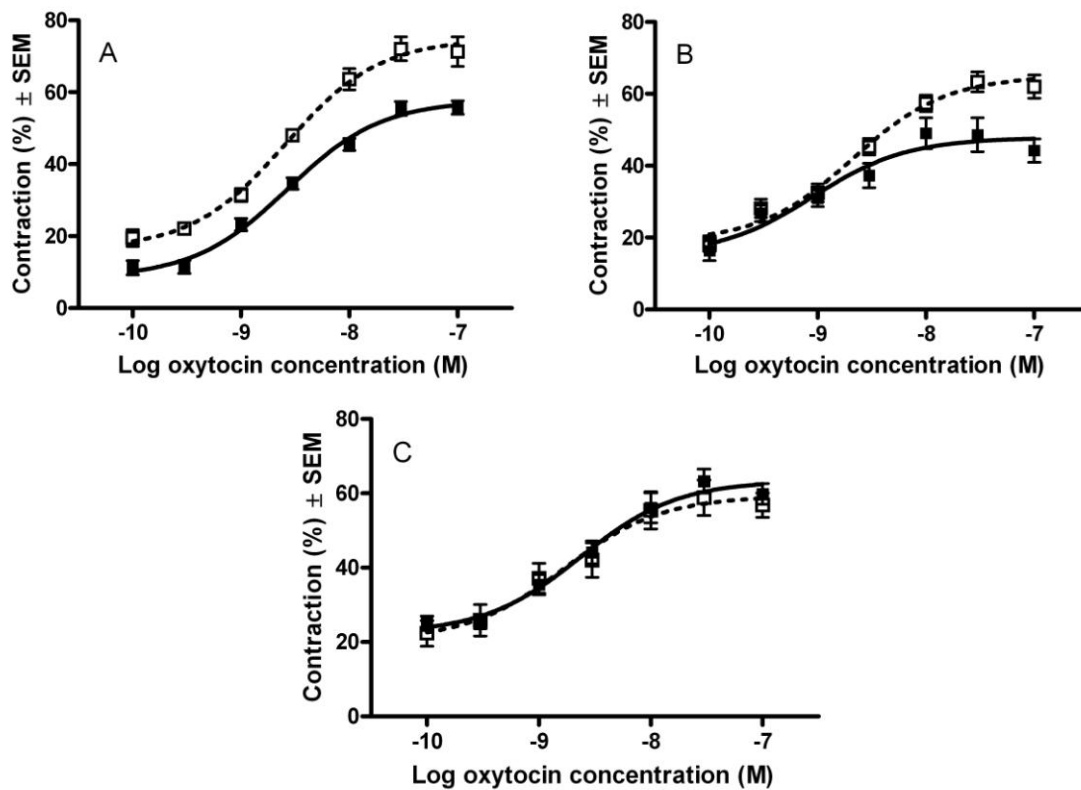 A
Contraction (%) ± SEM
80
60
40
20
0
-10 -9 -8 -7
Log oxytocin concentration (M)
B
Contraction (%) ± SEM
80
60
40
20
0
-10 -9 -8 -7
Log oxytocin concentration (M)
C
Contraction (%) ± SEM
80
60
40
20
0
-10 -9 -8 -7
Log oxytocin concentration (M)